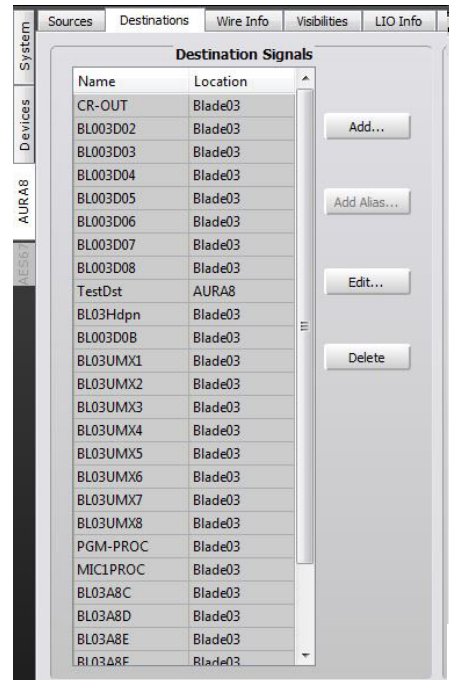 System
Devices
AURA8
AES67
Sources Destinations Wire Info Visibilities LIO Info
Destination Signals
Name Location
CR-OUT Blade03
BL003D02 Blade03
BL003D03 Blade03
BL003D04 Blade03
BL003D05 Blade03
BL003D06 Blade03
BL003D07 Blade03
BL003D08 Blade03
TestDst AURA8
BL03Hdpn Blade03
BL003D0B Blade03
BL03UMX1 Blade03
BL03UMX2 Blade03
BL03UMX3 Blade03
BL03UMX4 Blade03
BL03UMX5 Blade03
BL03UMX6 Blade03
BL03UMX7 Blade03
BL03UMX8 Blade03
PGM-PROC Blade03
MIC1PROC Blade03
BL03A8C Blade03
BL03A8D Blade03
BL03A8E Blade03
BL03A8F Blade03
Add...
Add Alias...
Edit...
Delete